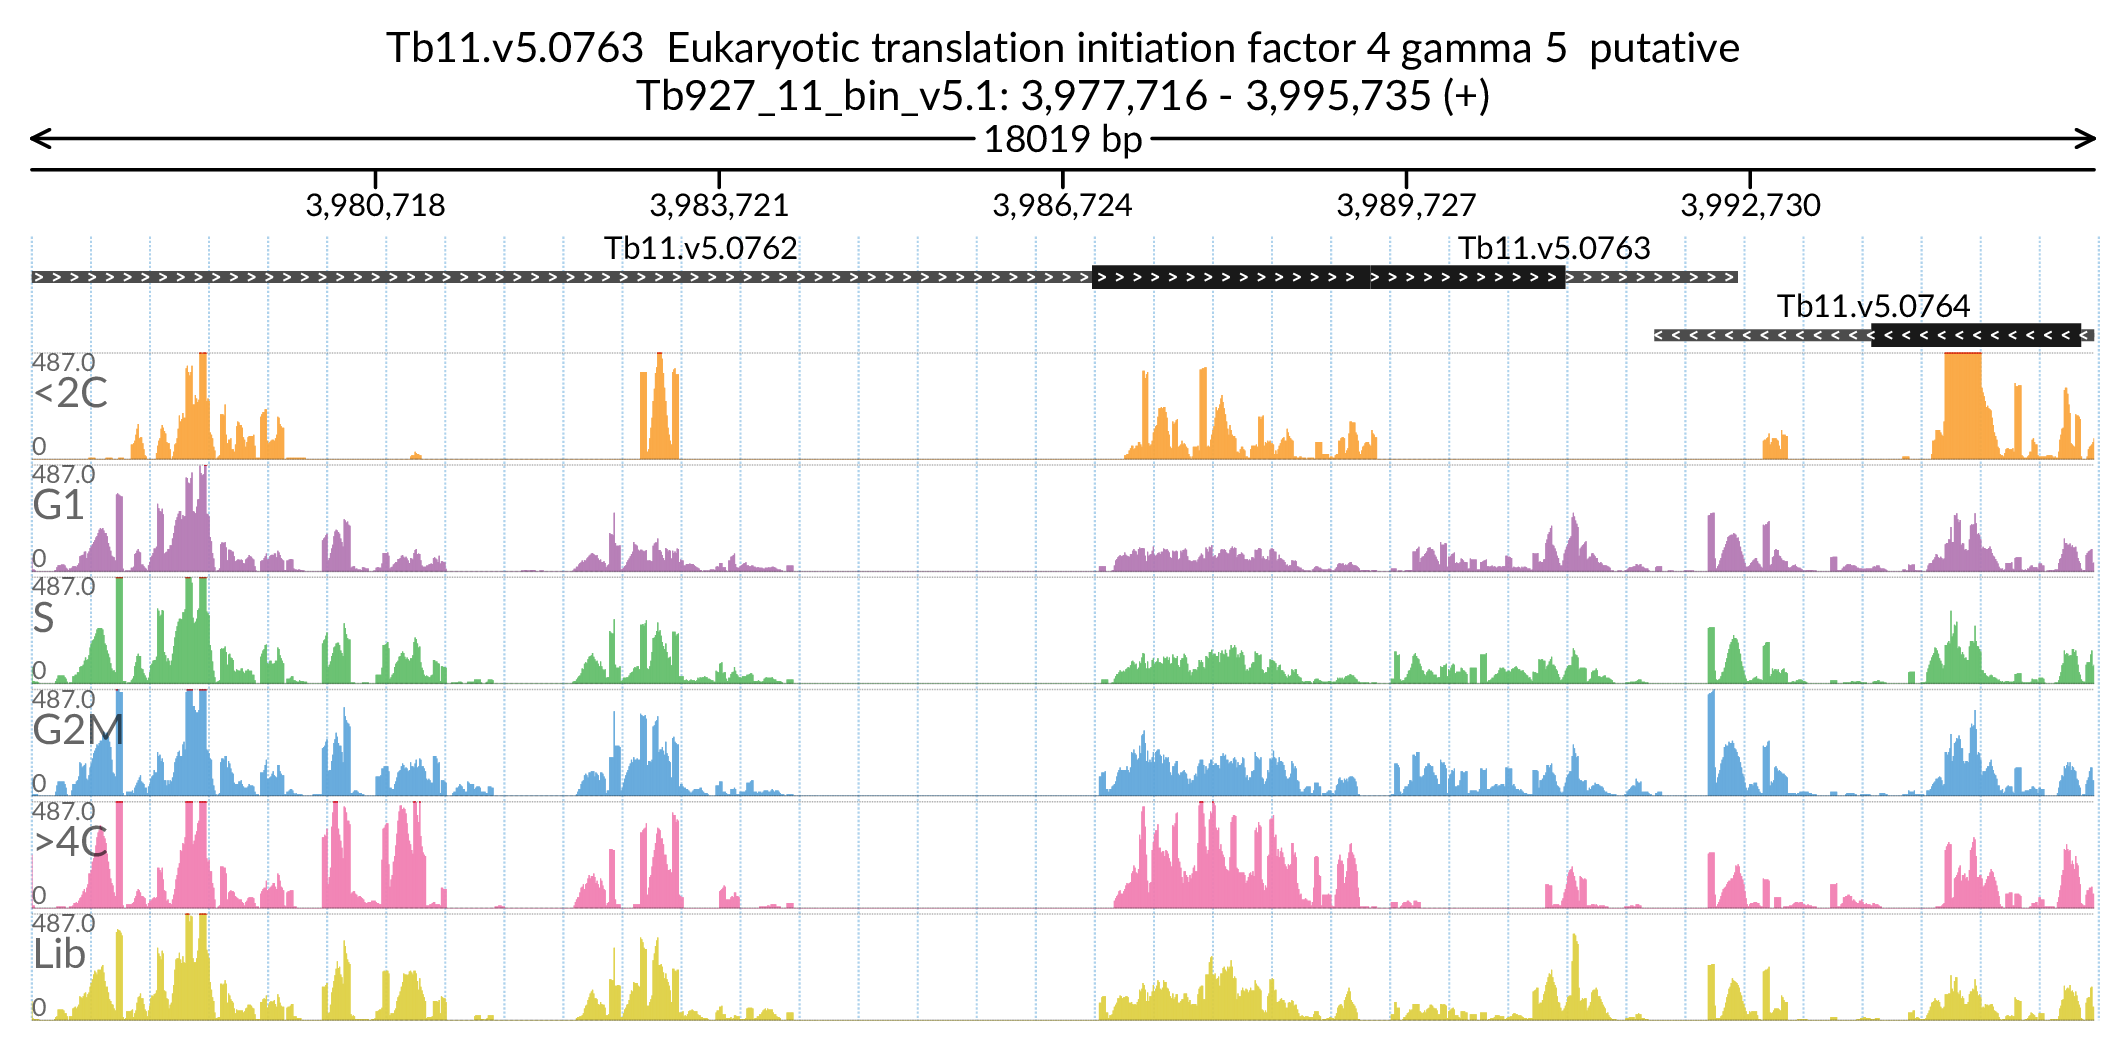 Tb11.v5.0763 Eukaryotic translation initiation factor 4 gamma 5 putative
Tb927_11_bin_v5.1: 3,977,716 - 3,995,735 (+)
18019 bp
3,980,718 3,983,721 3,986,724 3,989,727 3,992,730
Tb11.v5.0762 Tb11.v5.0763
Tb11.v5.0764
487.0
<2C
0
487.0
G1
0
487.0
S
0
487.0
G2M
0
487.0
>4C
0
487.0
Lib
0